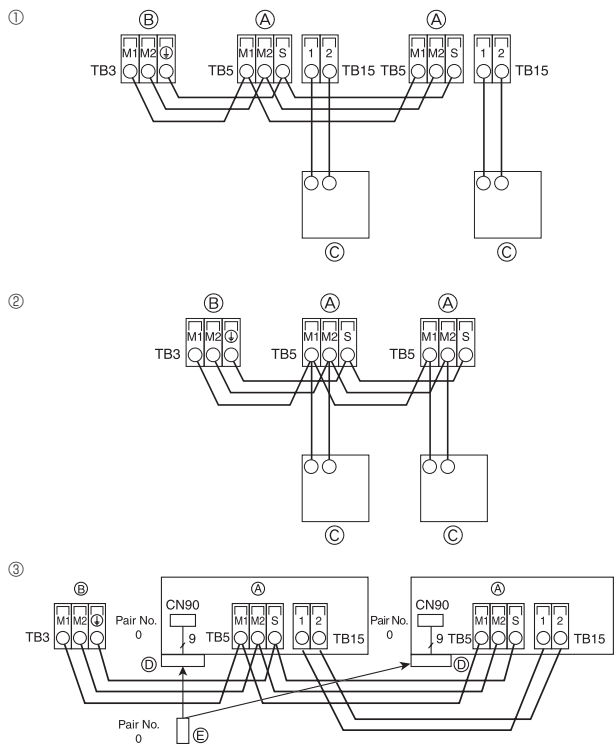 ①
Ⓑ Ⓐ Ⓐ
M1 M2 ⏚ M1 M2 S 1 2 M1 M2 S 1 2
TB3 TB5 TB15 TB5 TB15
Ⓒ Ⓒ
②
Ⓑ Ⓐ Ⓐ
M1 M2 ⏚ M1 M2 S M1 M2 S
TB3 TB5 TB5
Ⓒ Ⓒ
③
Ⓑ Ⓐ Ⓐ
CN90 CN90
M1 M2 ⏚ M1 M2 S 1 2 M1 M2 S 1 2
Pair No. Pair No.
0 0
TB3 9 TB5 TB15 9 TB5 TB15
Ⓓ Ⓓ
Pair No.
0
Ⓔ